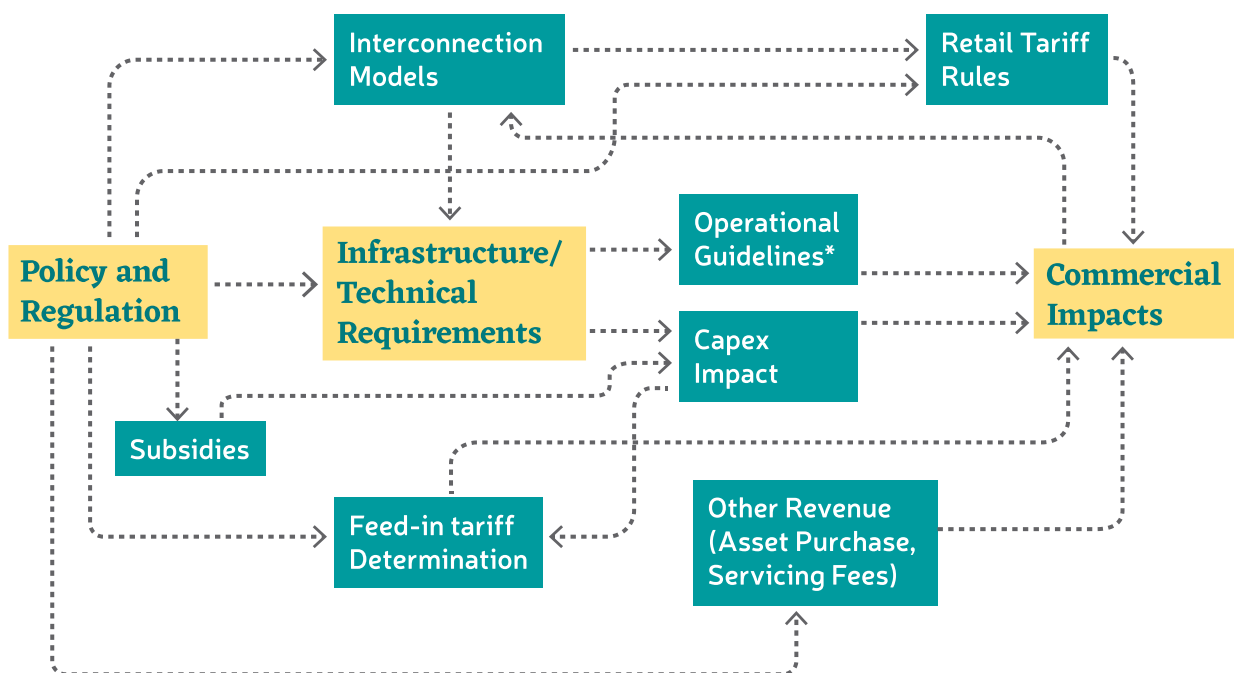 Interconnection
Models
Retail Tariff
Rules
Policy and
Regulation
Infrastructure/
Technical
Requirements
Operational
Guidelines*
Commercial
Impacts
Capex
Impact
Subsidies
Feed-in tariff
Determination
Other Revenue
(Asset Purchase,
Servicing Fees)